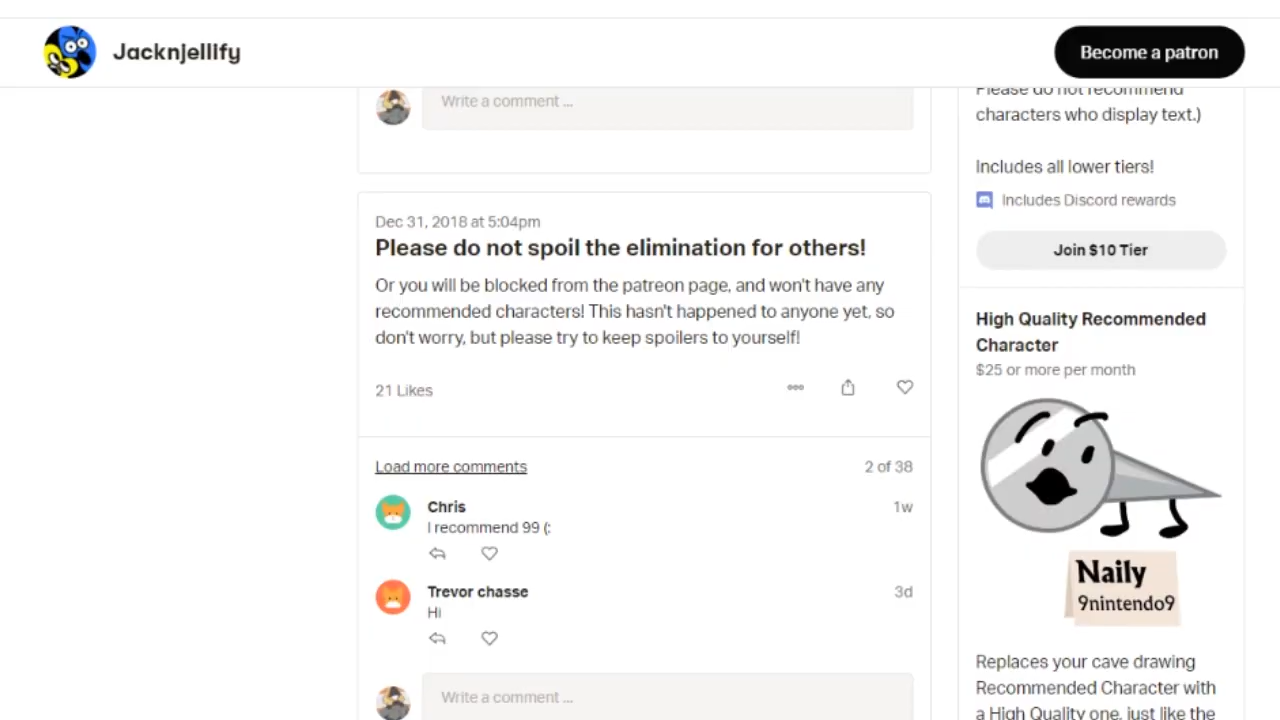 Jacknjellify
Become a patron
Write a comment ...
Dec 31, 2018 at 5:04pm
Please do not spoil the elimination for others!
Or you will be blocked from the patreon page, and won't have any
recommended characters! This hasn't happened to anyone yet, so
don't worry, but please try to keep spoilers to yourself!
21 Likes
Load more comments
2 of 38
Chris
1w
I recommend 99 (:
Trevor chasse
3d
Hi
Write a comment ...
Please do not recommend
characters who display text.)
Includes all lower tiers!
Includes Discord rewards
Join $10 Tier
High Quality Recommended
Character
$25 or more per month
Naily
9nintendo9
Replaces your cave drawing
Recommended Character with
a High Quality one, just like the